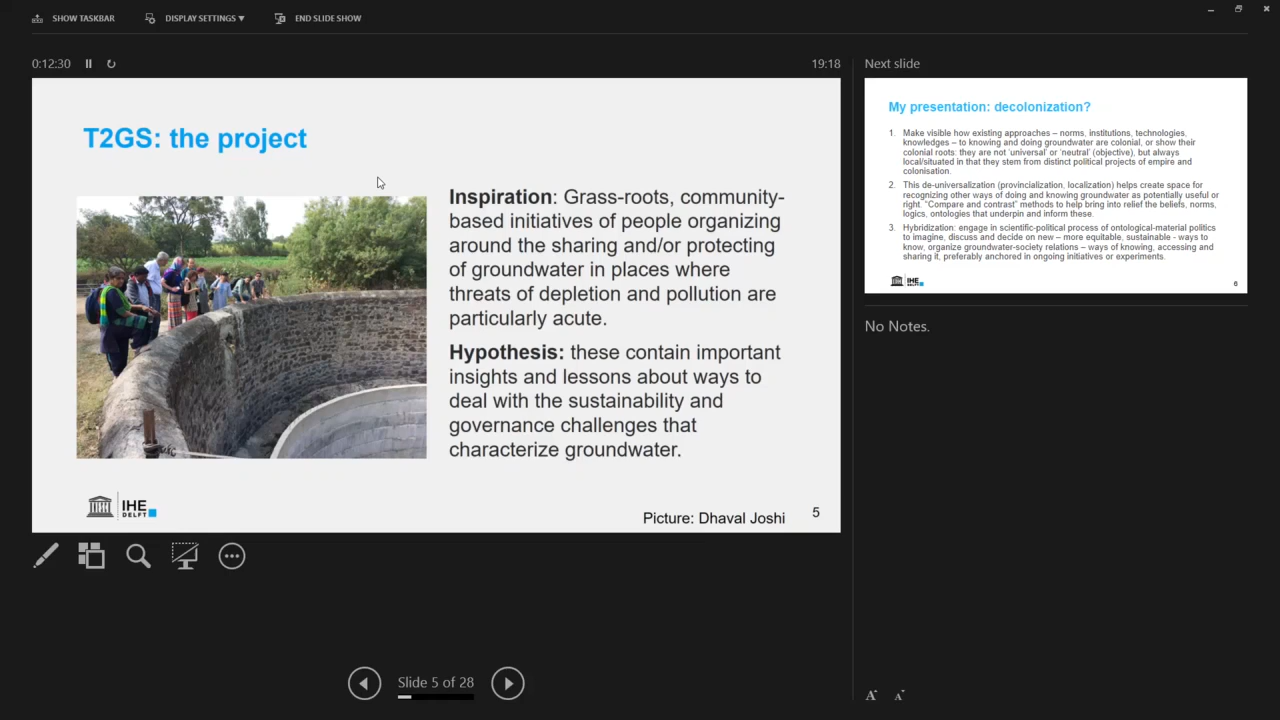 SHOW TASKBAR
DISPLAY SETTINGS ▼
END SLIDE SHOW
0:12:30
19:18
T2GS: the project
Inspiration: Grass-roots, community-
based initiatives of people organizing
around the sharing and/or protecting
of groundwater in places where
threats of depletion and pollution are
particularly acute.
Hypothesis: these contain important
insights and lessons about ways to
deal with the sustainability and
governance challenges that
characterize groundwater.
IHE
DELFT
Picture: Dhaval Joshi
5
Slide 5 of 28
Next slide
My presentation: decolonization?
1. Make visible how existing approaches – norms, institutions, technologies,
knowledges – to knowing and doing groundwater are colonial, or show their
colonial roots: they are not 'universal' or 'neutral' (objective), but always
local/situated in that they stem from distinct political projects of empire and
colonisation.
2. This de-universalization (provincialization, localization) helps create space for
recognizing other ways of doing and knowing groundwater as potentially useful or
right. "Compare and contrast" methods to help bring into relief the beliefs, norms,
logics, ontologies that underpin and inform these.
3. Hybridization: engage in scientific-political process of ontological-material politics
to imagine, discuss and decide on new – more equitable, sustainable - ways to
know, organize groundwater-society relations – ways of knowing, accessing and
sharing it, preferably anchored in ongoing initiatives or experiments.
IHE
DELFT
6
No Notes.
A
A